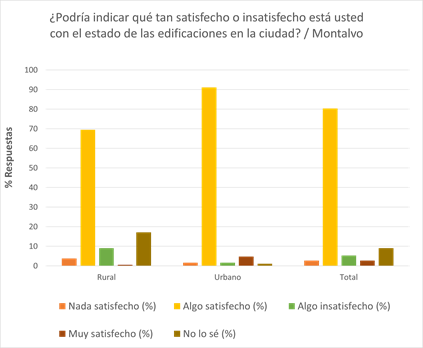 ¿Podría indicar qué tan satisfecho o insatisfecho está usted
con el estado de las edificaciones en la ciudad? / Montalvo
% Respuestas
100
90
80
70
60
50
40
30
20
10
0
Rural Urbano Total
Nada satisfecho (%) Algo satisfecho (%) Algo insatisfecho (%)
Muy satisfecho (%) No lo sé (%)